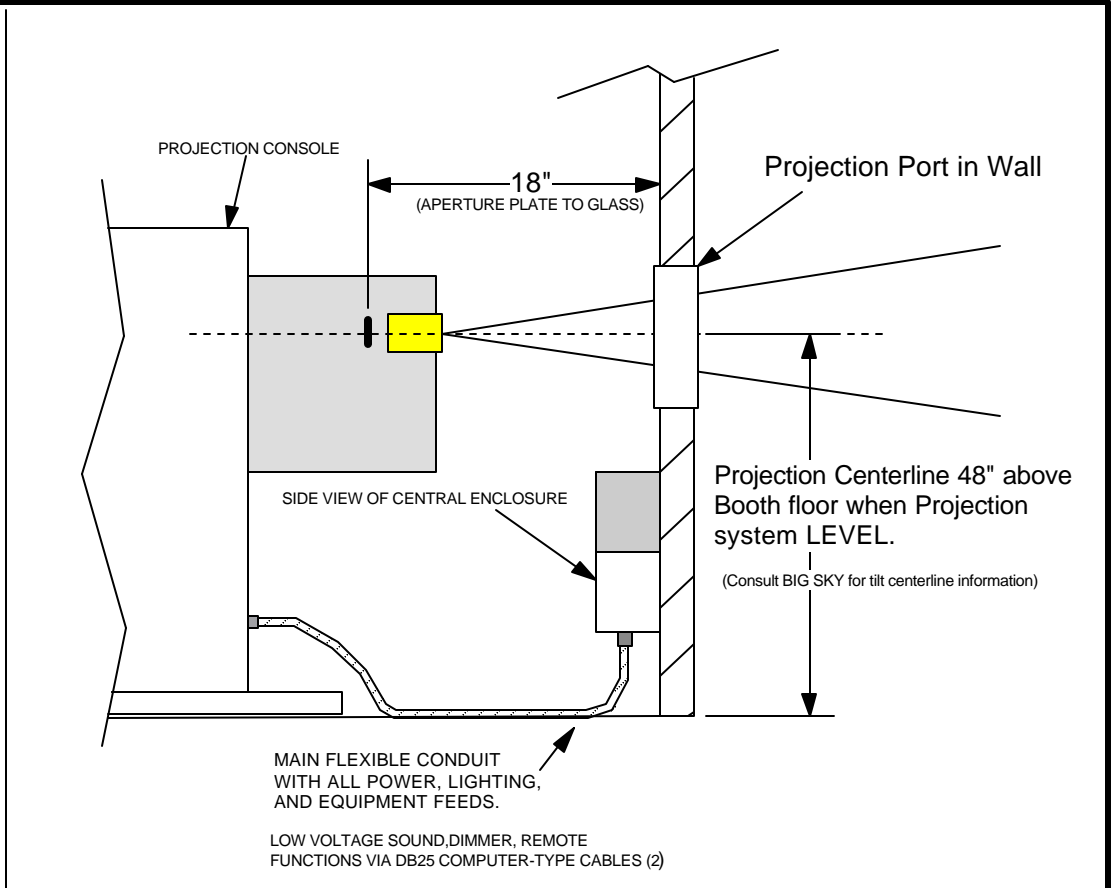 PROJECTION CONSOLE
18"
(APERTURE PLATE TO GLASS)
Projection Port in Wall
SIDE VIEW OF CENTRAL ENCLOSURE
Projection Centerline 48" above
Booth floor when Projection
system LEVEL.
(Consult BIG SKY for tilt centerline information)
MAIN FLEXIBLE CONDUIT
WITH ALL POWER, LIGHTING,
AND EQUIPMENT FEEDS.
LOW VOLTAGE SOUND,DIMMER, REMOTE
FUNCTIONS VIA DB25 COMPUTER-TYPE CABLES (2)